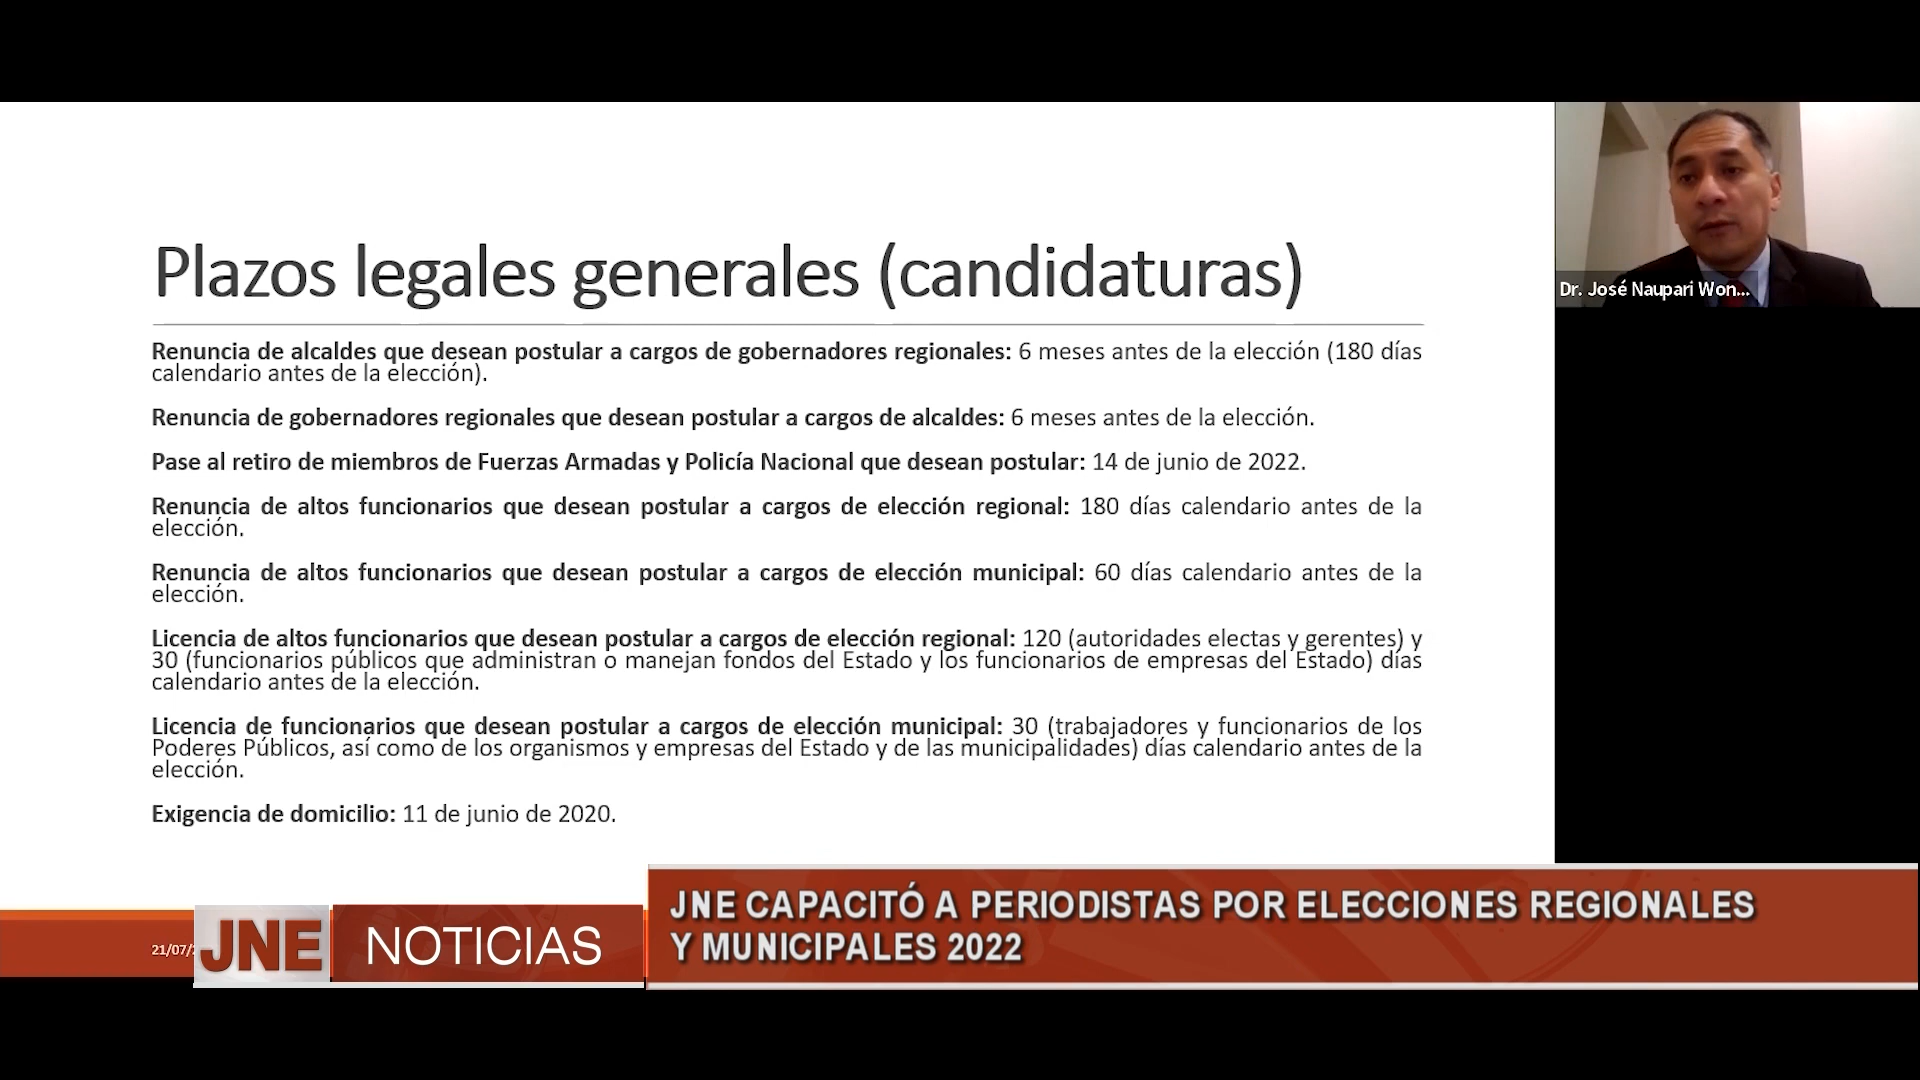 Plazos legales generales (candidaturas)
Renuncia de alcaldes que desean postular a cargos de gobernadores regionales: 6 meses antes de la elección (180 días
calendario antes de la elección).
Renuncia de gobernadores regionales que desean postular a cargos de alcaldes: 6 meses antes de la elección.
Pase al retiro de miembros de Fuerzas Armadas y Policía Nacional que desean postular: 14 de junio de 2022.
Renuncia de altos funcionarios que desean postular a cargos de elección regional: 180 días calendario antes de la
elección.
Renuncia de altos funcionarios que desean postular a cargos de elección municipal: 60 días calendario antes de la
elección.
Licencia de altos funcionarios que desean postular a cargos de elección regional: 120 (autoridades electas y gerentes) y
30 (funcionarios públicos que administran o manejan fondos del Estado y los funcionarios de empresas del Estado) días
calendario antes de la elección.
Licencia de funcionarios que desean postular a cargos de elección municipal: 30 (trabajadores y funcionarios de los
Poderes Públicos, así como de los organismos y empresas del Estado y de las municipalidades) días calendario antes de la
elección.
Exigencia de domicilio: 11 de junio de 2020.
Dr. José Naupari Won...
21/07/
JNE NOTICIAS
JNE CAPACITÓ A PERIODISTAS POR ELECCIONES REGIONALES
Y MUNICIPALES 2022